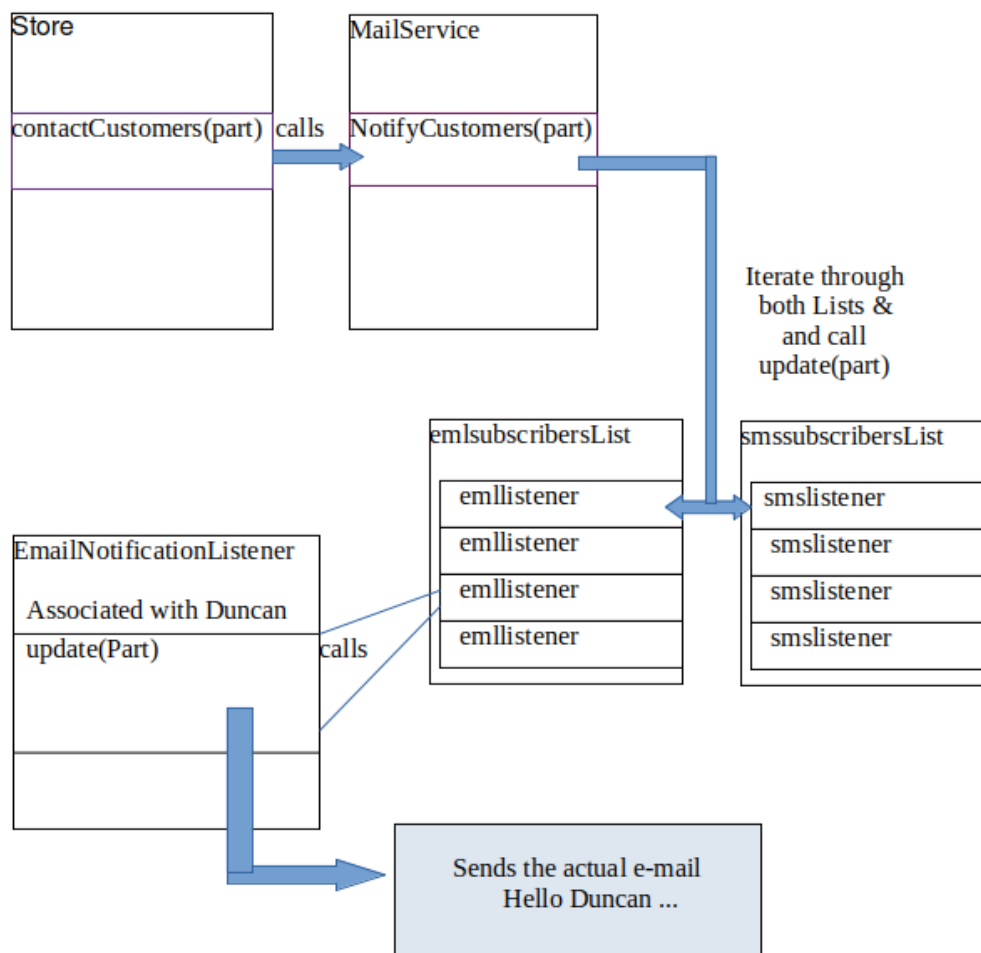 Store
MailService
contactCustomers(part) calls
NotifyCustomers(part)
Iterate through
both Lists &
and call
update(part)
emlsubscribersList
emllistener
emllistener
emllistener
emllistener
smssubscribersList
smslistener
smslistener
smslistener
smslistener
EmailNotificationListener
Associated with Duncan
update(Part)
calls
Sends the actual e-mail
Hello Duncan ...